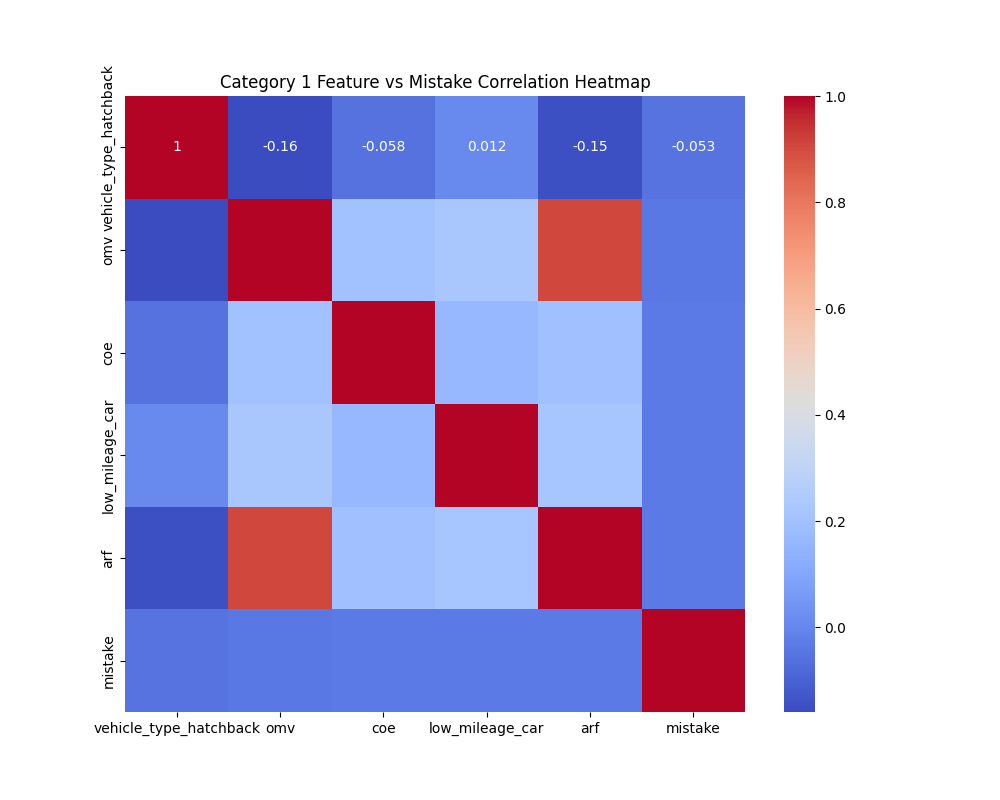 Category 1 Feature vs Mistake Correlation Heatmap
vehicle_type_hatchback
1 -0.16 -0.058 0.012 -0.15 -0.053
omv
coe
low_mileage_car
arf
mistake
vehicle_type_hatchback omv coe low_mileage_car arf mistake
1.0
0.8
0.6
0.4
0.2
0.0